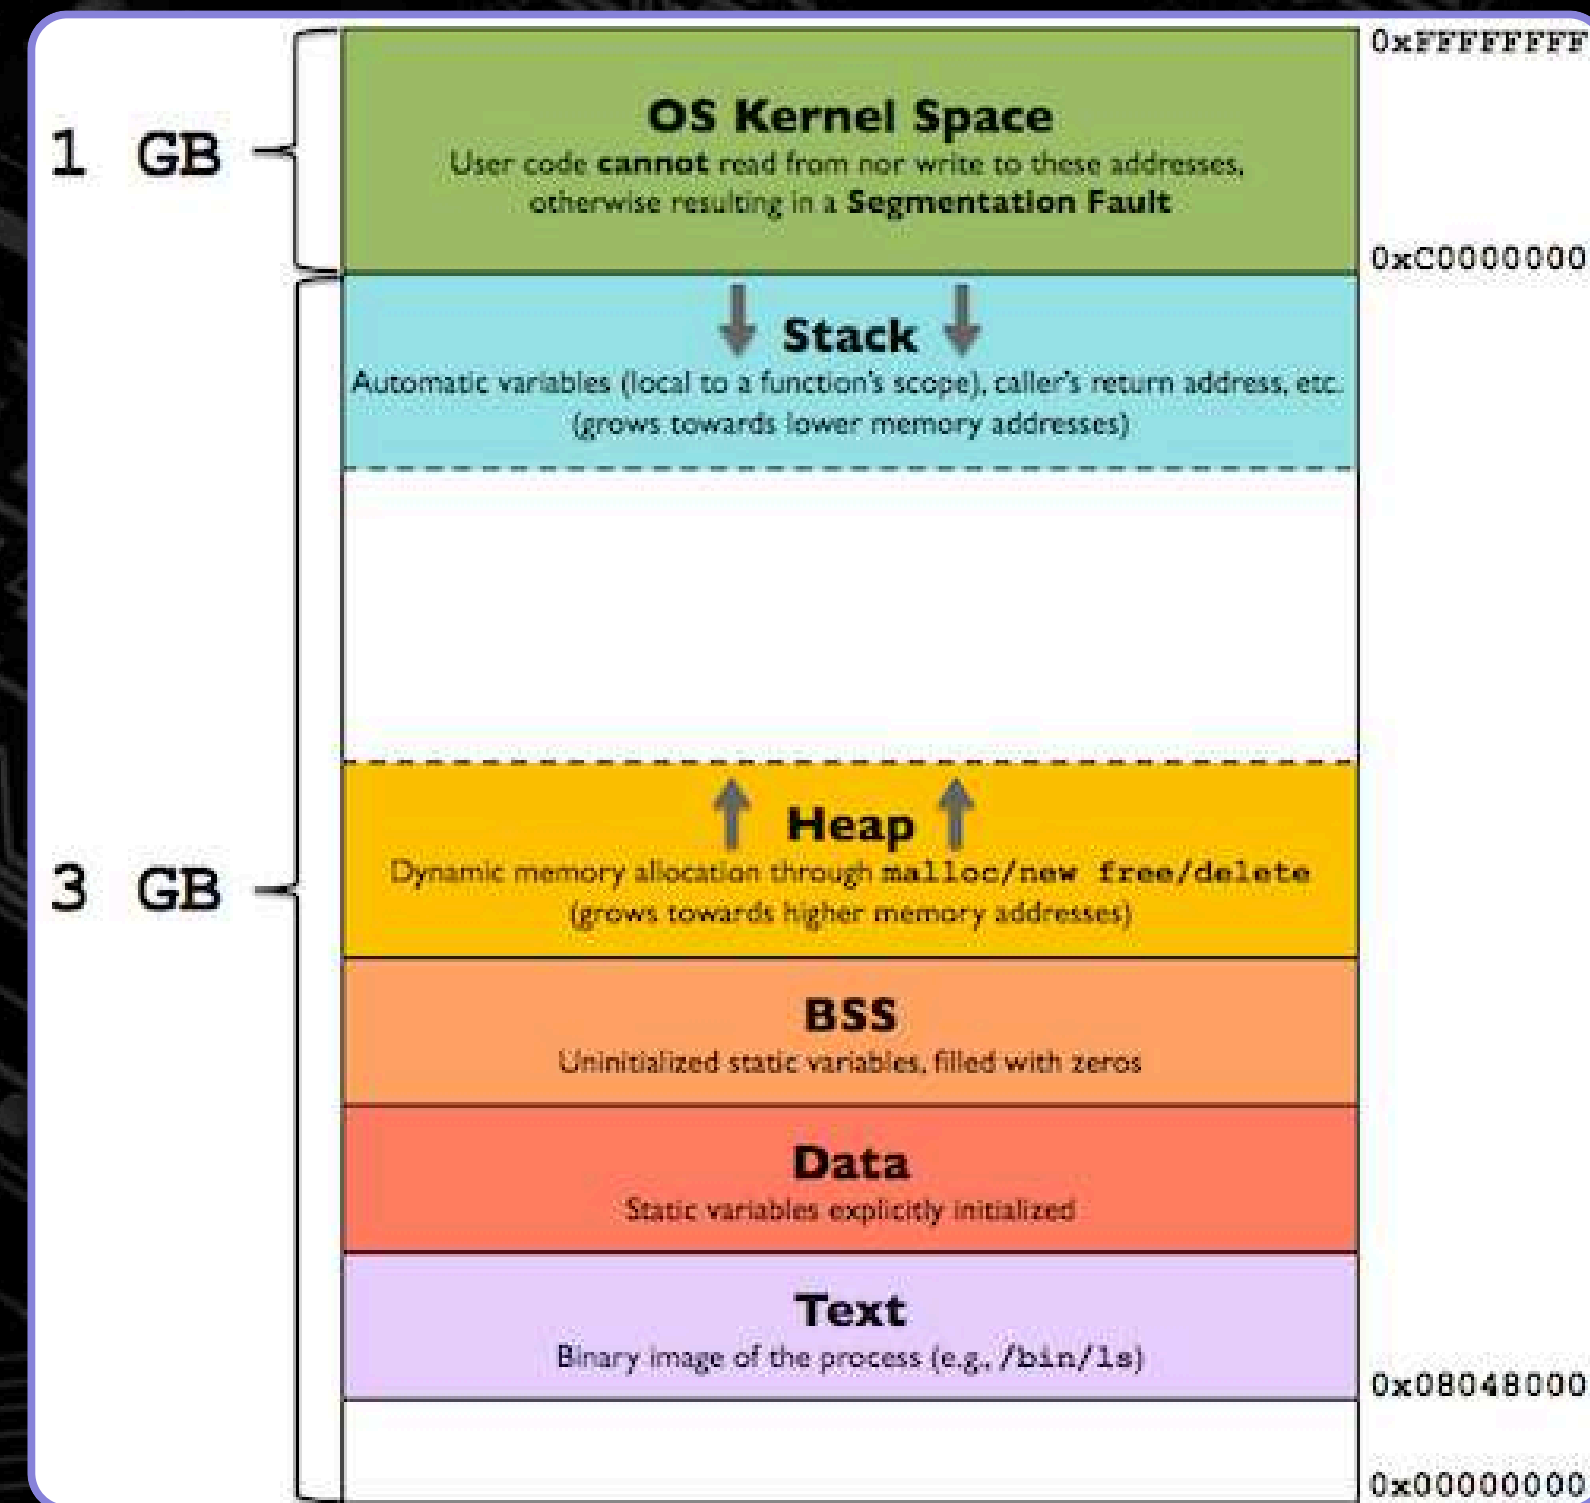 0xFFFFFFFF
OS Kernel Space
1 GB
User code cannot read from nor write to these addresses,
otherwise resulting in a Segmentation Fault
0xC0000000
Stack
Automatic variables (local to a function's scope), caller's return address, etc.
(grows towards lower memory addresses)
Heap
Dynamic memory allocation through malloc/new free/delete
3 GB
(grows towards higher memory addresses)
BSS
Uninitialized static variables, filled with zeros
Data
Static variables explicitly initialized
Text
Binary image of the process (e.g., /bin/ls)
0x08048000
0x00000000